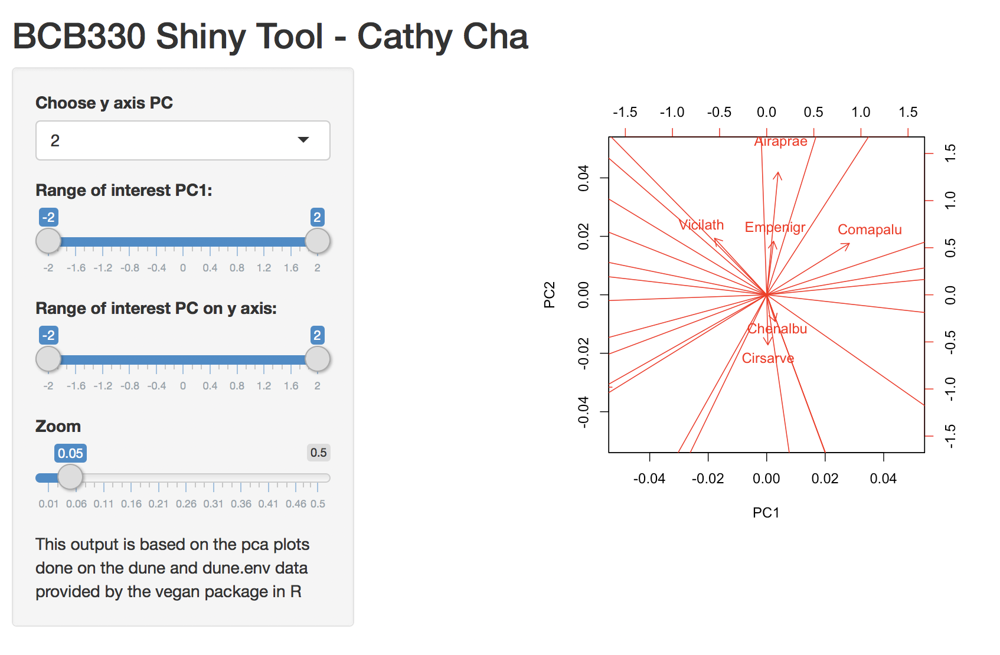 BCB330 Shiny Tool - Cathy Cha
Choose y axis PC
2
Range of interest PC1:
-2 2
-2 -1.6 -1.2 -0.8 -0.4 0 0.4 0.8 1.2 1.6 2
Range of interest PC on y axis:
-2 2
-2 -1.6 -1.2 -0.8 -0.4 0 0.4 0.8 1.2 1.6 2
Zoom
0.05 0.5
0.01 0.06 0.11 0.16 0.21 0.26 0.31 0.36 0.41 0.46 0.5
This output is based on the pca plots
done on the dune and dune.env data
provided by the vegan package in R
-1.5 -1.0 -0.5 0.0 0.5 1.0 1.5
Airaprae
Vicilath Empenigr Comapalu
Chenalbu
Cirsarve
PC2
0.04
0.02
0.00
-0.02
-0.04
1.5
1.0
0.5
0.0
-0.5
-1.0
-1.5
-0.04 -0.02 0.00 0.02 0.04
PC1